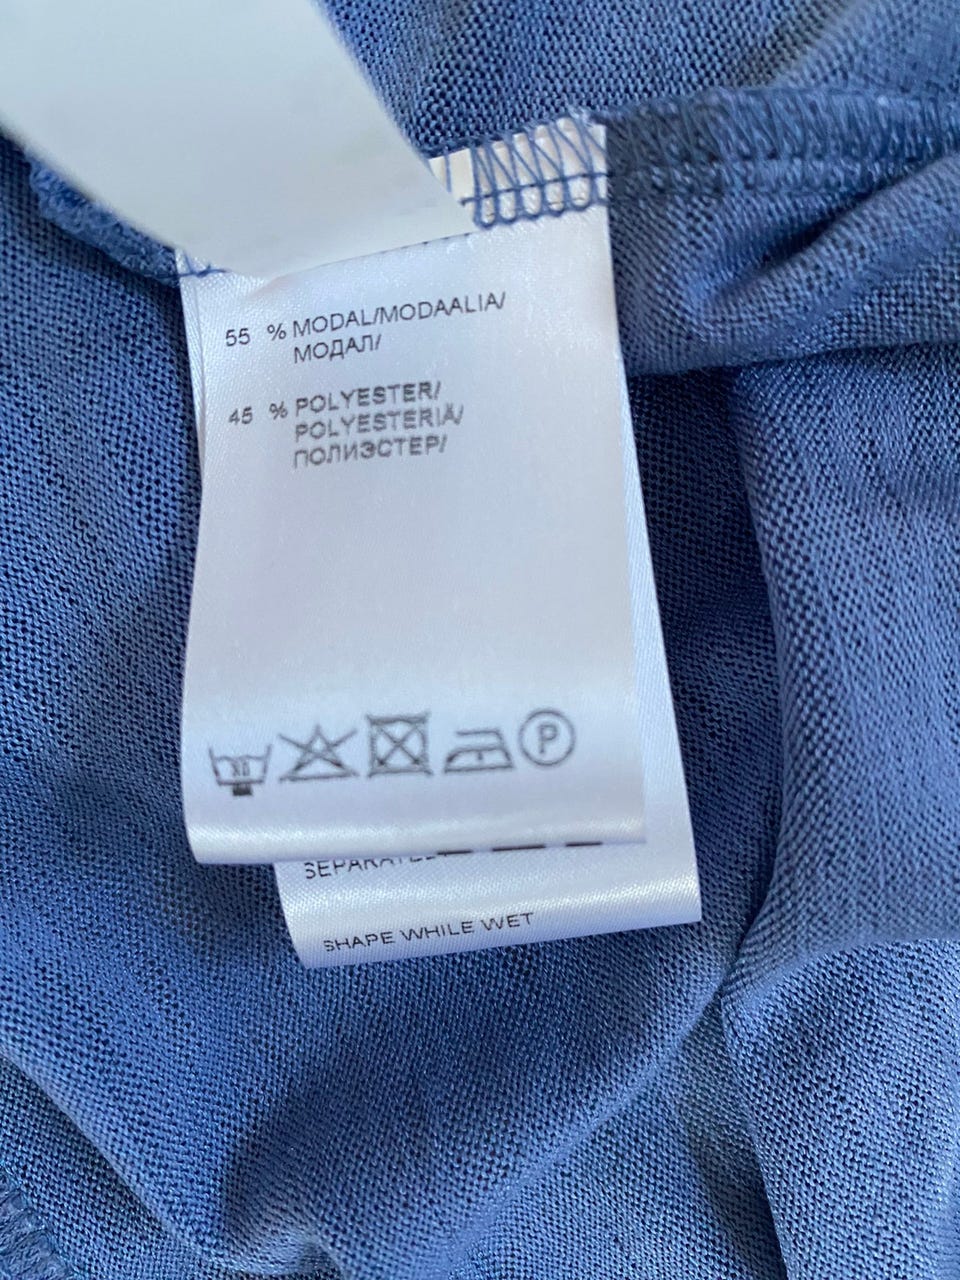 55 % MODAL/MODAALIA/
МОДАЛ/
45 % POLYESTER/
POLYESTERIÄ/
ПОЛИЭСТЕР/
P
SHAPE WHILE WET